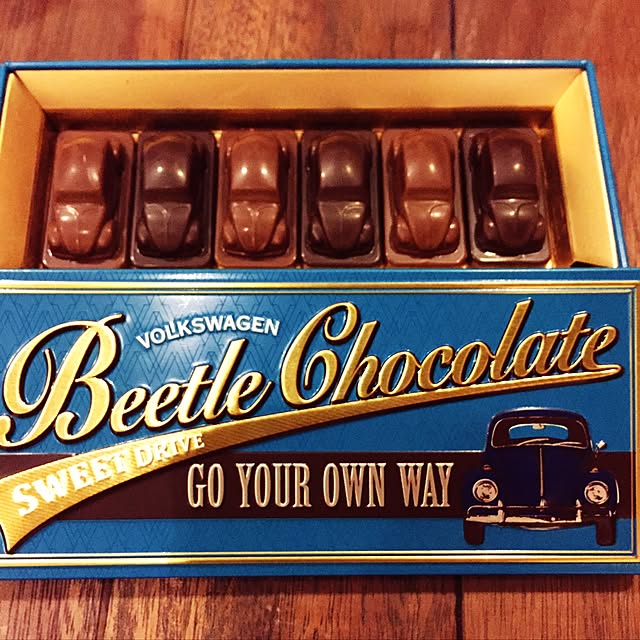 VOLKSWAGEN
Beetle Chocolate
SWEET DRIVE
GO YOUR OWN WAY